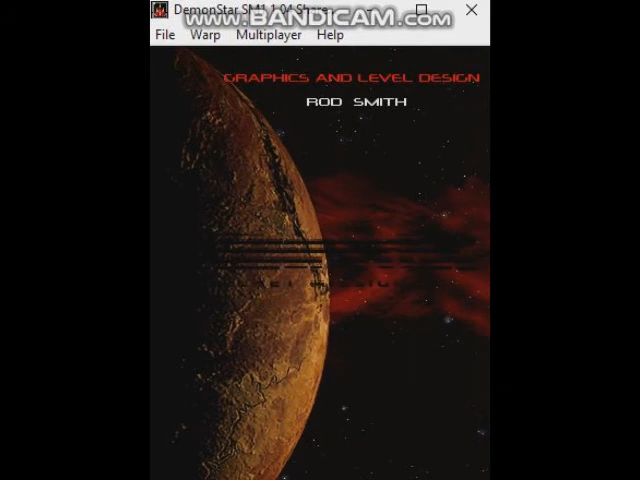 DemonStar SM1 1.04 Share
www.BANDICAM.com
File Warp Multiplayer Help
GRAPHICS AND LEVEL DESIGN
ROD SMITH